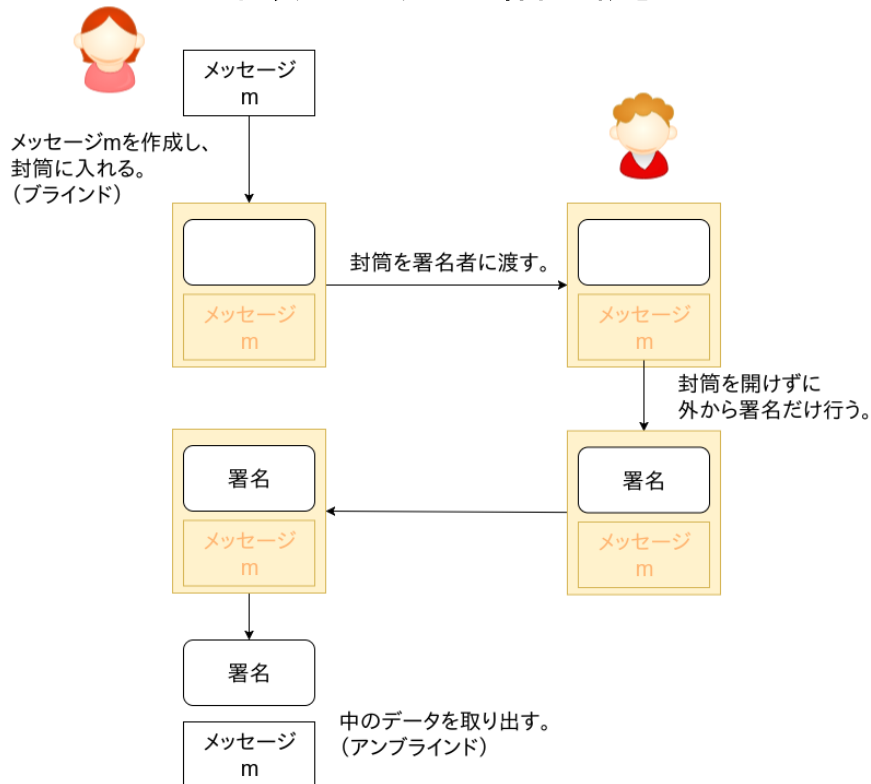 メッセージ
m
メッセージmを作成し、
封筒に入れる。
(ブラインド)
封筒を署名者に渡す。
メッセージ
m
メッセージ
m
封筒を開けずに
外から署名だけ行う。
署名
メッセージ
m
署名
メッセージ
m
署名
中のデータを取り出す。
(アンブラインド)
メッセージ
m